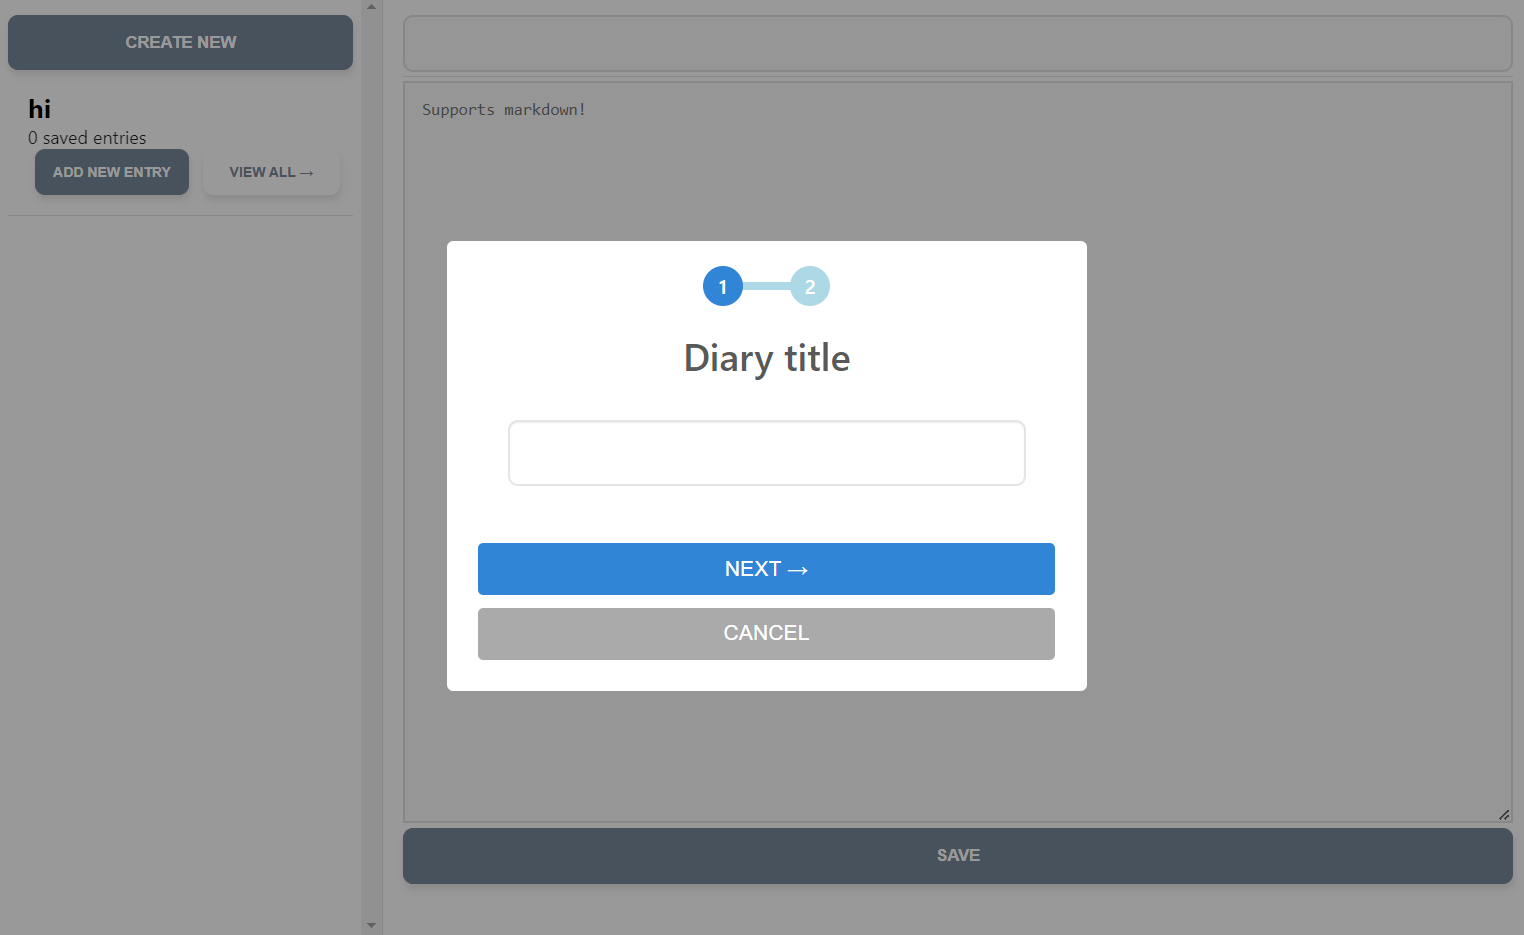 CREATE NEW
hi
0 saved entries
ADD NEW ENTRY
VIEW ALL →
Supports markdown!
1
2
Diary title
NEXT →
CANCEL
SAVE